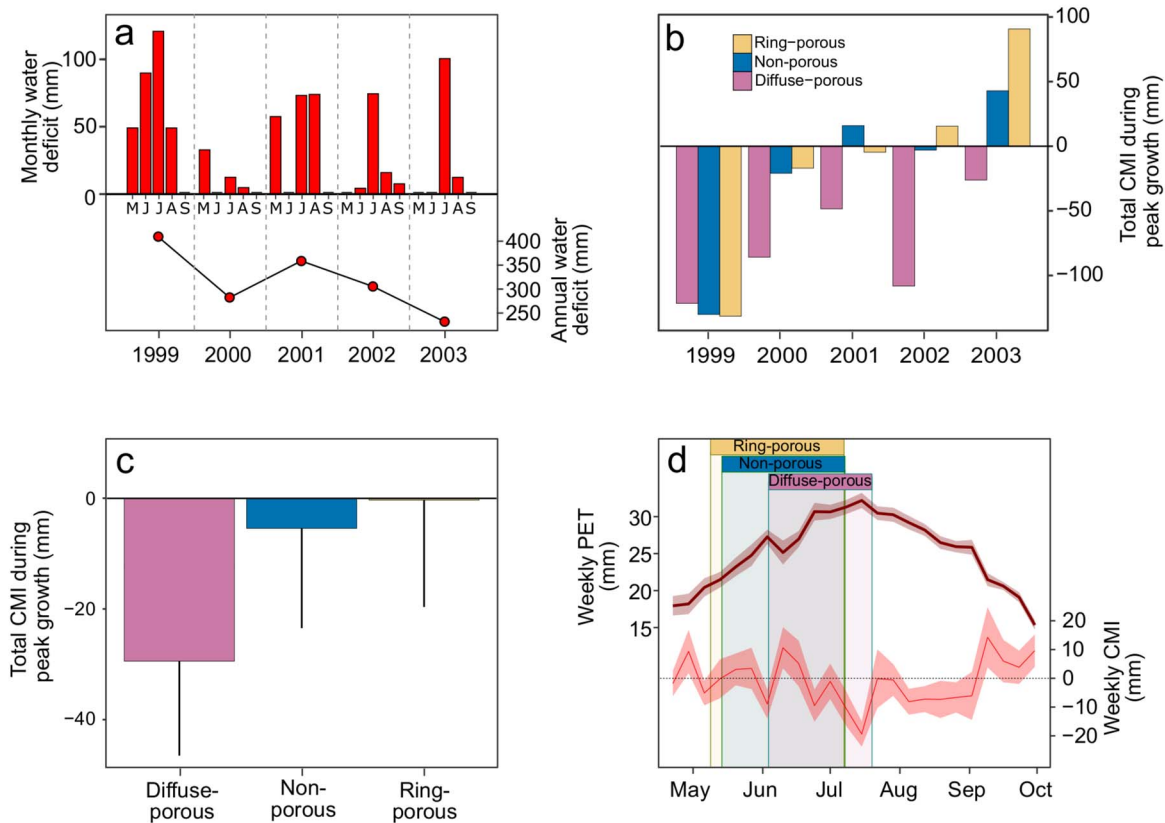 a
Monthly water
deficit (mm)
100
50
0
M J J A S M J J A S M J J A S M J J A S M J J A S
400
350
300
250
Annual water
deficit (mm)
1999 2000 2001 2002 2003
b
Ring-porous
Non-porous
Diffuse-porous
100
50
0
−50
−100
Total CMI during
peak growth (mm)
1999 2000 2001 2002 2003
c
Total CMI during
peak growth (mm)
0
−20
−40
Diffuse-
porous
Non-
porous
Ring-
porous
d
Ring-porous
Non-porous
Diffuse-porous
Weekly PET
(mm)
30
25
20
15
20
10
0
−10
−20
Weekly CMI
(mm)
May Jun Jul Aug Sep Oct